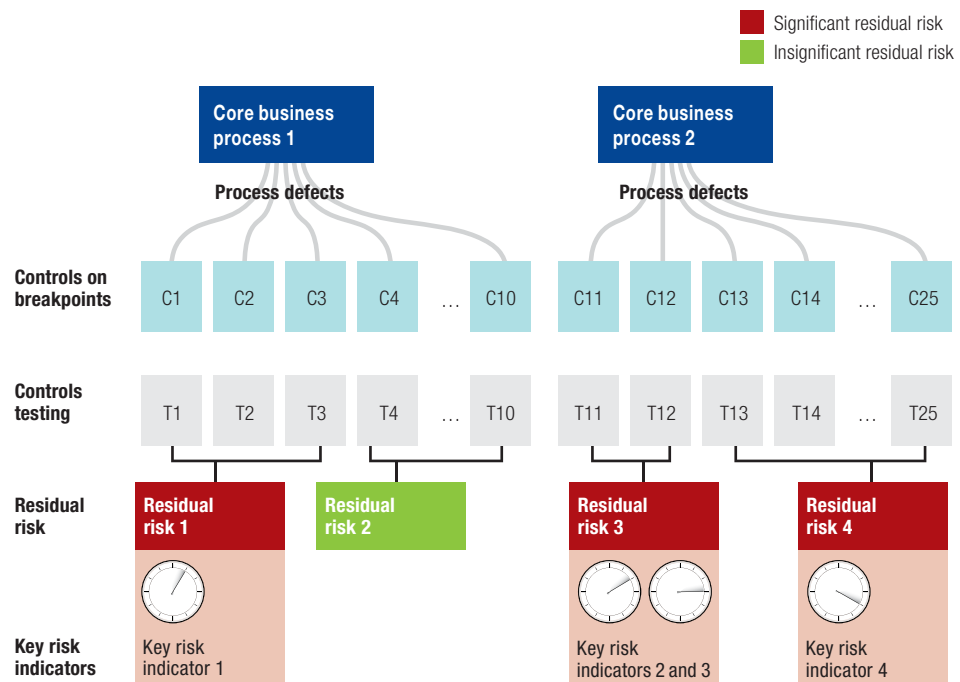 Significant residual risk
Insignificant residual risk
Core business
process 1
Core business
process 2
Process defects
Process defects
Controls on
breakpoints
C1 C2 C3 C4 … C10 C11 C12 C13 C14 … C25
Controls
testing
T1 T2 T3 T4 … T10 T11 T12 T13 T14 … T25
Residual
risk
Residual
risk 1
Residual
risk 2
Residual
risk 3
Residual
risk 4
Key risk
indicators
Key risk
indicator 1
Key risk
indicators 2 and 3
Key risk
indicator 4